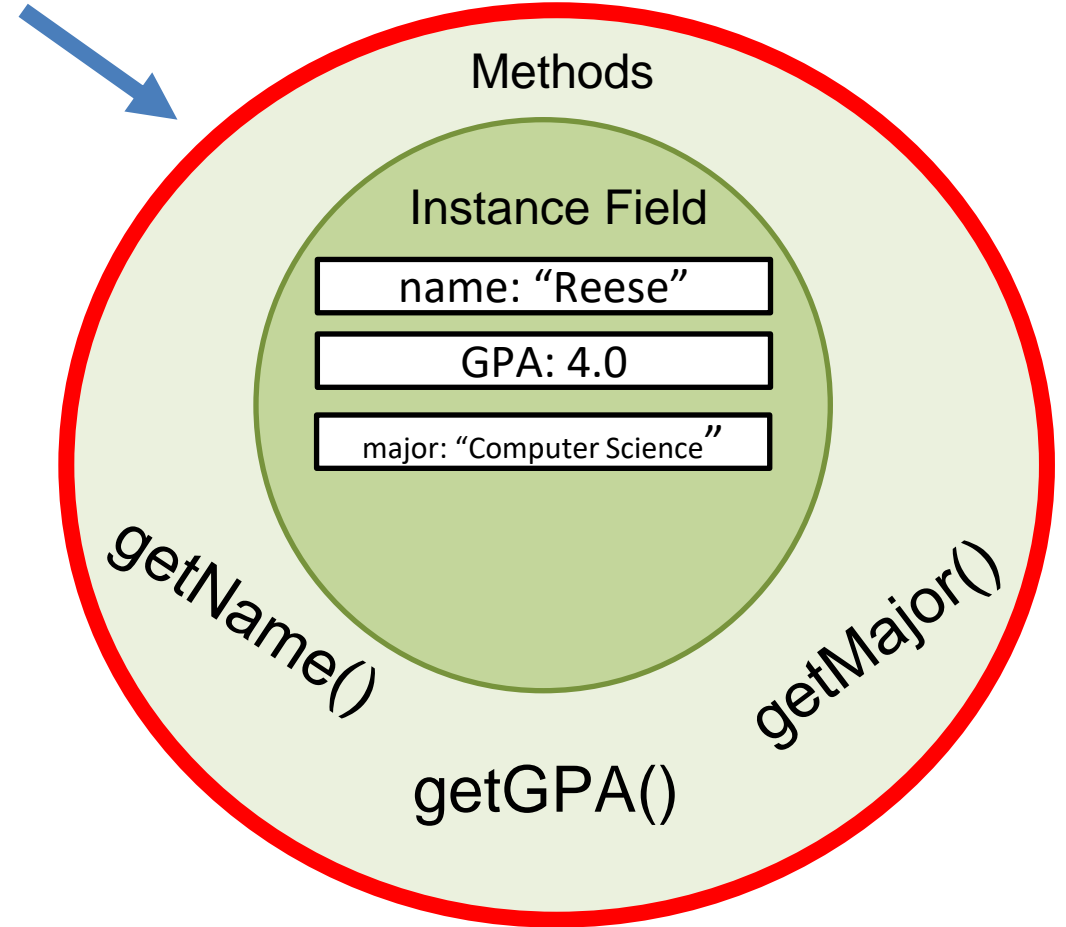 Methods
Instance Field
name: “Reese”
GPA: 4.0
major: “Computer Science”
getName()
getMajor()
getGPA()